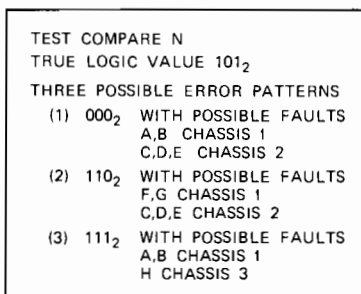 TEST COMPARE N
TRUE LOGIC VALUE 101₂
THREE POSSIBLE ERROR PATTERNS
(1) 000₂ WITH POSSIBLE FAULTS
A,B CHASSIS 1
C,D,E CHASSIS 2
(2) 110₂ WITH POSSIBLE FAULTS
F,G CHASSIS 1
C,D,E CHASSIS 2
(3) 111₂ WITH POSSIBLE FAULTS
A,B CHASSIS 1
H CHASSIS 3